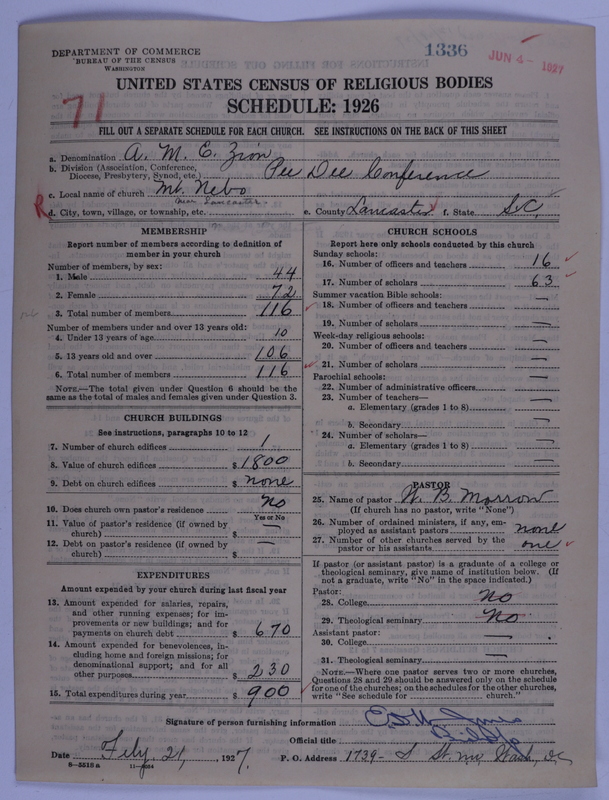 DEPARTMENT OF COMMERCE
BUREAU OF THE CENSUS
WASHINGTON
1336
JUN 4- 1927
UNITED STATES CENSUS OF RELIGIOUS BODIES
SCHEDULE: 1926
71
FILL OUT A SEPARATE SCHEDULE FOR EACH CHURCH. SEE INSTRUCTIONS ON THE BACK OF THIS SHEET
a. Denomination A. M. E. Zion
b. Division (Association, Conference, Diocese, Presbytery, Synod, etc.) Pee Dee Conference
c. Local name of church Mt. Nebo
near Lancaster
R d. City, town, village, or township, etc. e. County Lancaster f. State S.C.
MEMBERSHIP
Report number of members according to definition of
member in your church
Number of members, by sex:
1. Male 44
2. Female 72
3. Total number of members 116
Number of members under and over 13 years old:
4. Under 13 years of age 10
5. 13 years old and over 106
6. Total number of members 116
NOTE.—The total given under Question 6 should be
same as the total of males and females given under Question 3.
CHURCH BUILDINGS
See instructions, paragraphs 10 to 12
7. Number of church edifices 1
8. Value of church edifices $ 1800
9. Debt on church edifices $ none
10. Does church own pastor's residence No
Yes or No
11. Value of pastor's residence (if owned by
church) $ —
12. Debt on pastor's residence (if owned by
church) $ —
EXPENDITURES
Amount expended by your church during last fiscal year
13. Amount expended for salaries, repairs,
and other running expenses; for im-
provements or new buildings; and for
payments on church debt $ 670
14. Amount expended for benevolences, in-
cluding home and foreign missions; for
denominational support; and for all
other purposes $ 230
15. Total expenditures during year $ 900
CHURCH SCHOOLS
Report here only schools conducted by this church
Sunday schools:
16. Number of officers and teachers 16
17. Number of scholars 63
Summer vacation Bible schools:
18. Number of officers and teachers —
19. Number of scholars —
Week-day religious schools:
20. Number of officers and teachers —
21. Number of scholars —
Parochial schools:
22. Number of administrative officers —
23. Number of teachers—
a. Elementary (grades 1 to 8) —
b. Secondary —
24. Number of scholars—
a. Elementary (grades 1 to 8) —
b. Secondary —
PASTOR
25. Name of pastor W. B. Morrow
(If church has no pastor, write "None")
26. Number of ordained ministers, if any, em-
ployed as assistant pastors none
27. Number of other churches served by the
pastor or his assistants one
If pastor (or assistant pastor) is a graduate of a college or
theological seminary, give name of institution below. (If
not a graduate, write "No" in the space indicated.)
Pastor:
28. College No
29. Theological seminary No
Assistant pastor:
30. College —
31. Theological seminary —
NOTE.—Where one pastor serves two or more churches,
Questions 28 and 29 should be answered only on the schedule
for one of the churches; on the schedules for the other churches,
write "See schedule for church."
Signature of person furnishing information
Official title Bishop
Date 21, 1927. P. O. Address 1739- S St. nw Wash, D.C.
8—5518 a